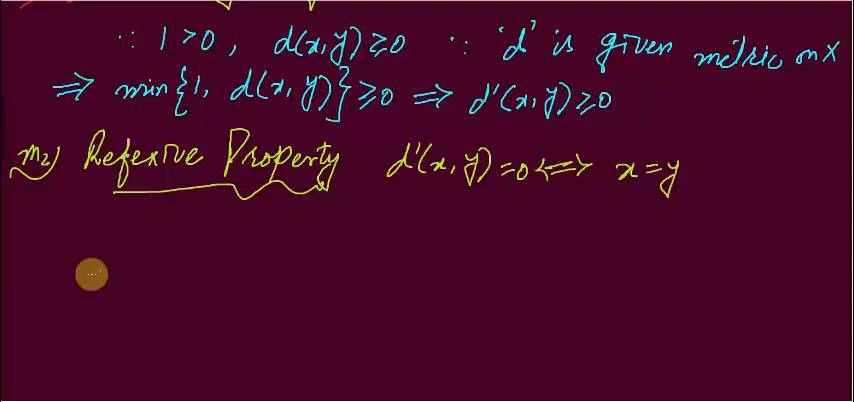 ∵ 1 > 0, d(x,y) ≥ 0 ∵ 'd' is given metric on X
⇒ min{1, d(x,y)} ≥ 0 ⇒ d'(x,y) ≥ 0
m2) Refexive Property d'(x,y) = 0 <=> x = y